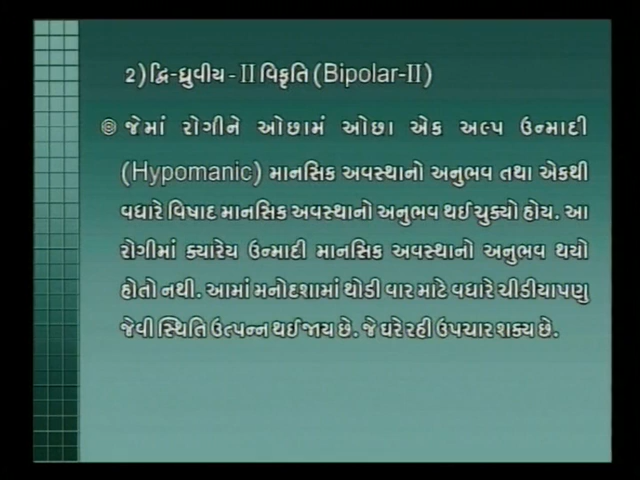 2) દ્વિ-ધ્રુવીય - II વિકૃતિ (Bipolar-II)
જેમાં રોગીને ઓછામં ઓછા એક અલ્પ ઉન્માદી
(Hypomanic) માનસિક અવસ્થાનો અનુભવ તથા એકથી
વધારે વિષાદ માનસિક અવસ્થાનો અનુભવ થઈ ચુક્યો હોય. આ
રોગીમાં ક્યારેય ઉન્માદી માનસિક અવસ્થાનો અનુભવ થયો
હોતો નથી. આમાં મનોદશામાં થોડી વાર માટે વધારે ચીડીયાપણુ
જેવી સ્થિતિ ઉત્પન્ન થઈ જાય છે. જે ઘરે રહી ઉપચાર શક્ય છે.